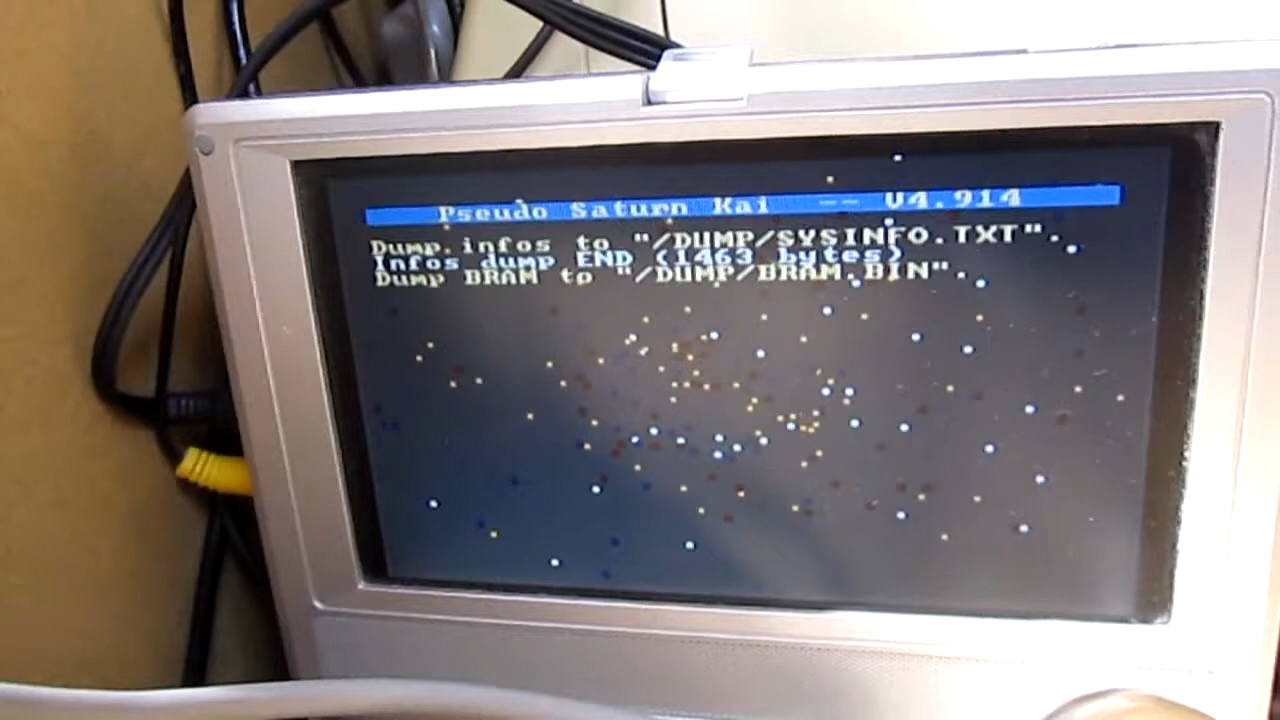 Pseudo Saturn Kai -- V4.914
Dump infos to "/DUMP/SYSINFO.TXT".
Infos dump END (1463 bytes)
Dump BRAM to "/DUMP/BRAM.BIN".